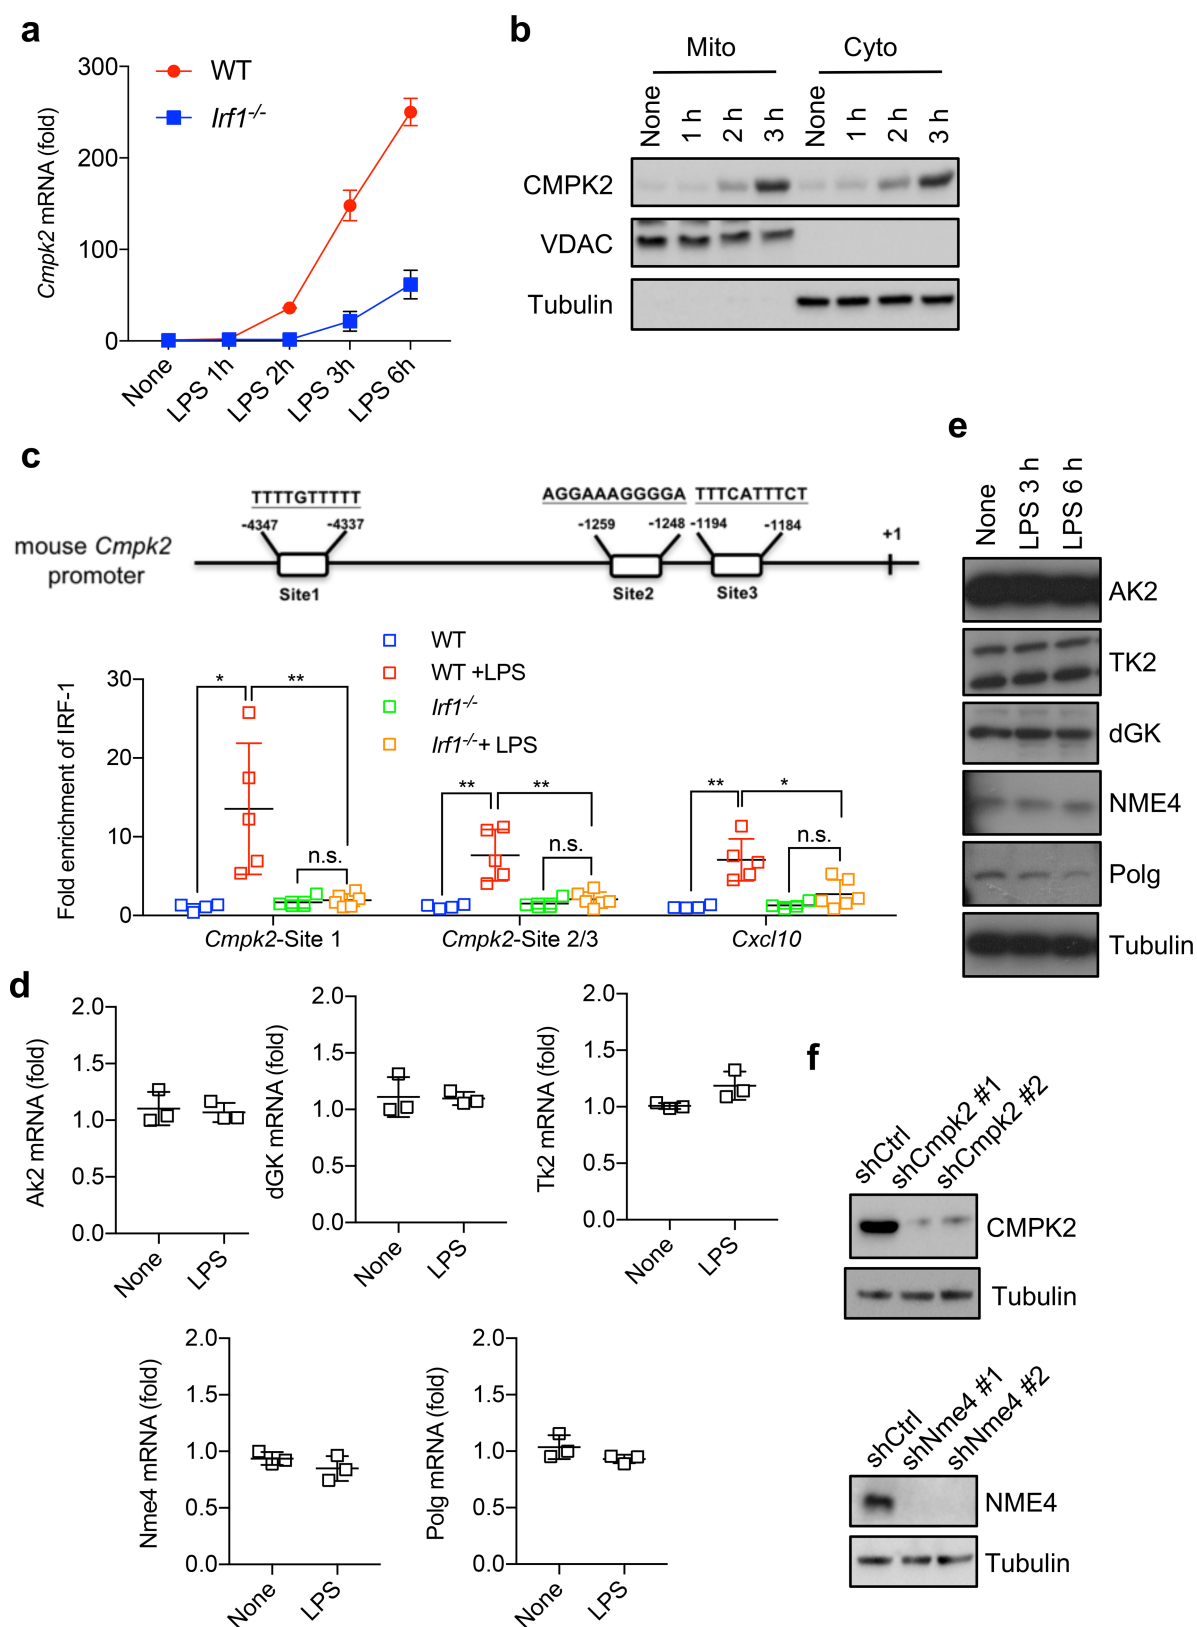 a
300
200
100
0
Cmpk2 mRNA (fold)
WT
Irf1-/-
None
LPS 1h
LPS 2h
LPS 3h
LPS 6h
b
Mito
Cyto
None
1 h
2 h
3 h
None
1 h
2 h
3 h
CMPK2
VDAC
Tubulin
c
TTTTGTTTTT
AGGAAAGGGGA
TTTCATTTCT
-4347
-4337
-1259
-1248
-1194
-1184
+1
mouse Cmpk2
promoter
Site1
Site2
Site3
WT
WT +LPS
Irf1-/-
Irf1-/-+ LPS
Fold enrichment of IRF-1
30
20
10
0
*
**
n.s.
**
**
n.s.
**
*
n.s.
Cmpk2-Site 1
Cmpk2-Site 2/3
Cxcl10
d
Ak2 mRNA (fold)
2.0
1.5
1.0
0.5
0.0
None
LPS
dGK mRNA (fold)
2.0
1.5
1.0
0.5
0.0
None
LPS
Tk2 mRNA (fold)
2.0
1.5
1.0
0.5
0.0
None
LPS
Nme4 mRNA (fold)
2.0
1.5
1.0
0.5
0.0
None
LPS
Polg mRNA (fold)
2.0
1.5
1.0
0.5
0.0
None
LPS
e
None
LPS 3 h
LPS 6 h
AK2
TK2
dGK
NME4
Polg
Tubulin
f
shCtrl
shCmpk2 #1
shCmpk2 #2
CMPK2
Tubulin
shCtrl
shNme4 #1
shNme4 #2
NME4
Tubulin